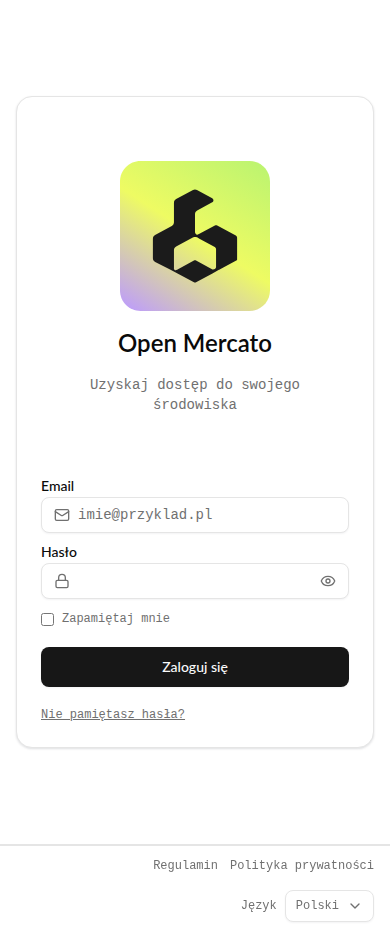 Open Mercato
Uzyskaj dostęp do swojego
środowiska
Email
imie@przyklad.pl
Hasło
Zapamiętaj mnie
Zaloguj się
Nie pamiętasz hasła?
Regulamin Polityka prywatności
Język Polski